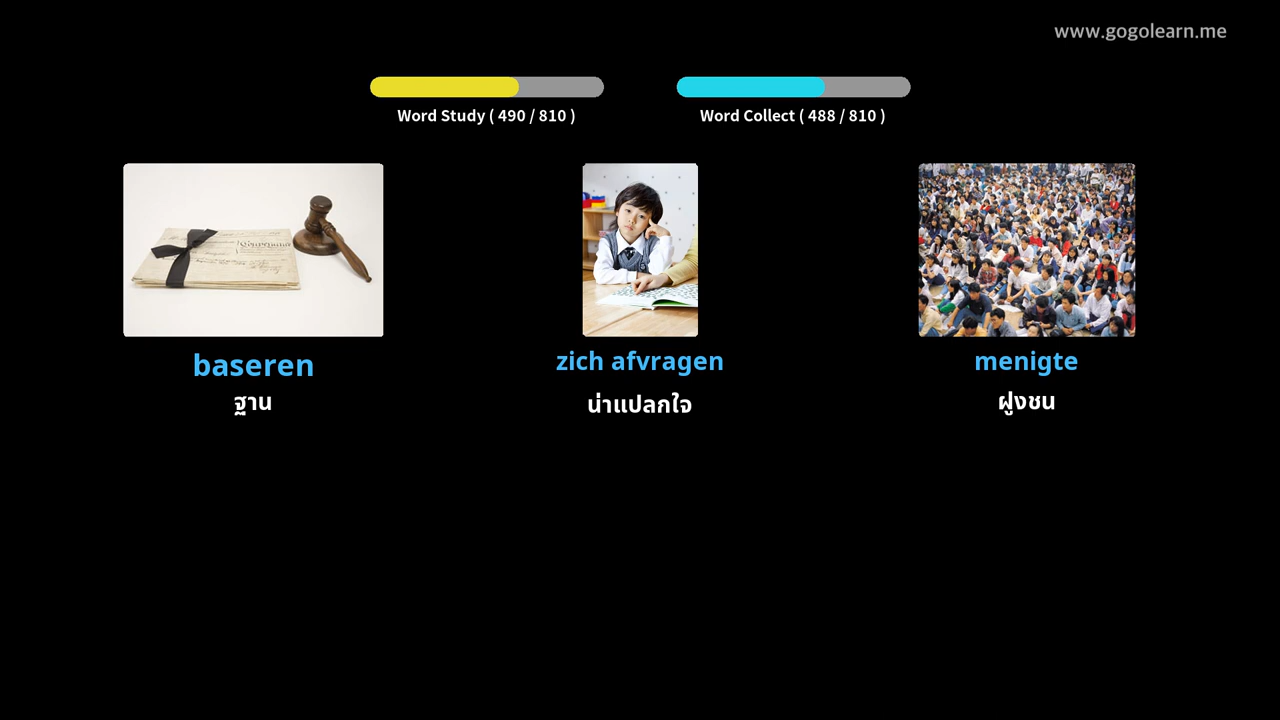 www.gogolearn.me
Word Study ( 490 / 810 )
Word Collect ( 488 / 810 )
baseren
ฐาน
zich afvragen
น่าแปลกใจ
menigte
ฝูงชน